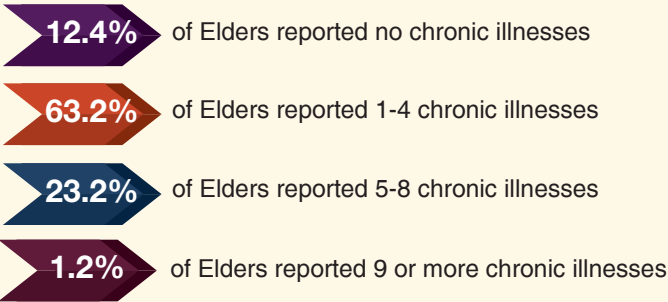 12.4% of Elders reported no chronic illnesses
63.2% of Elders reported 1-4 chronic illnesses
23.2% of Elders reported 5-8 chronic illnesses
1.2% of Elders reported 9 or more chronic illnesses